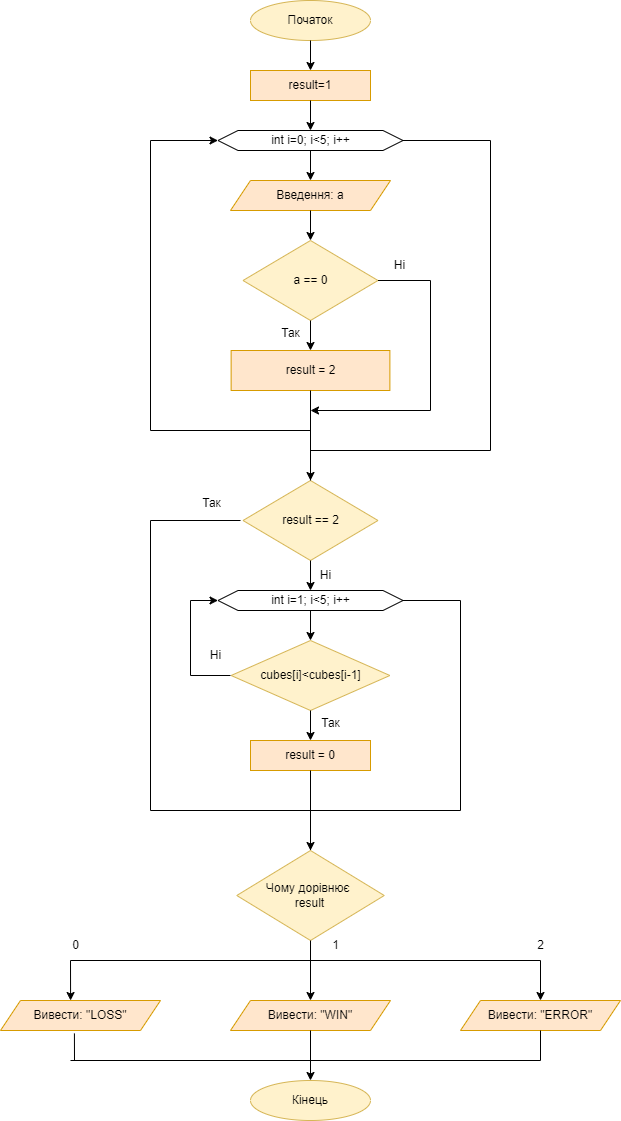 Початок
result=1
int i=0; i<5; i++
Введення: a
a == 0
Ні
Так
result = 2
Так
result == 2
Ні
int i=1; i<5; i++
Ні
cubes[i]<cubes[i-1]
Так
result = 0
Чому дорівнює
result
0
1
2
Вивести: "LOSS"
Вивести: "WIN"
Вивести: "ERROR"
Кінець